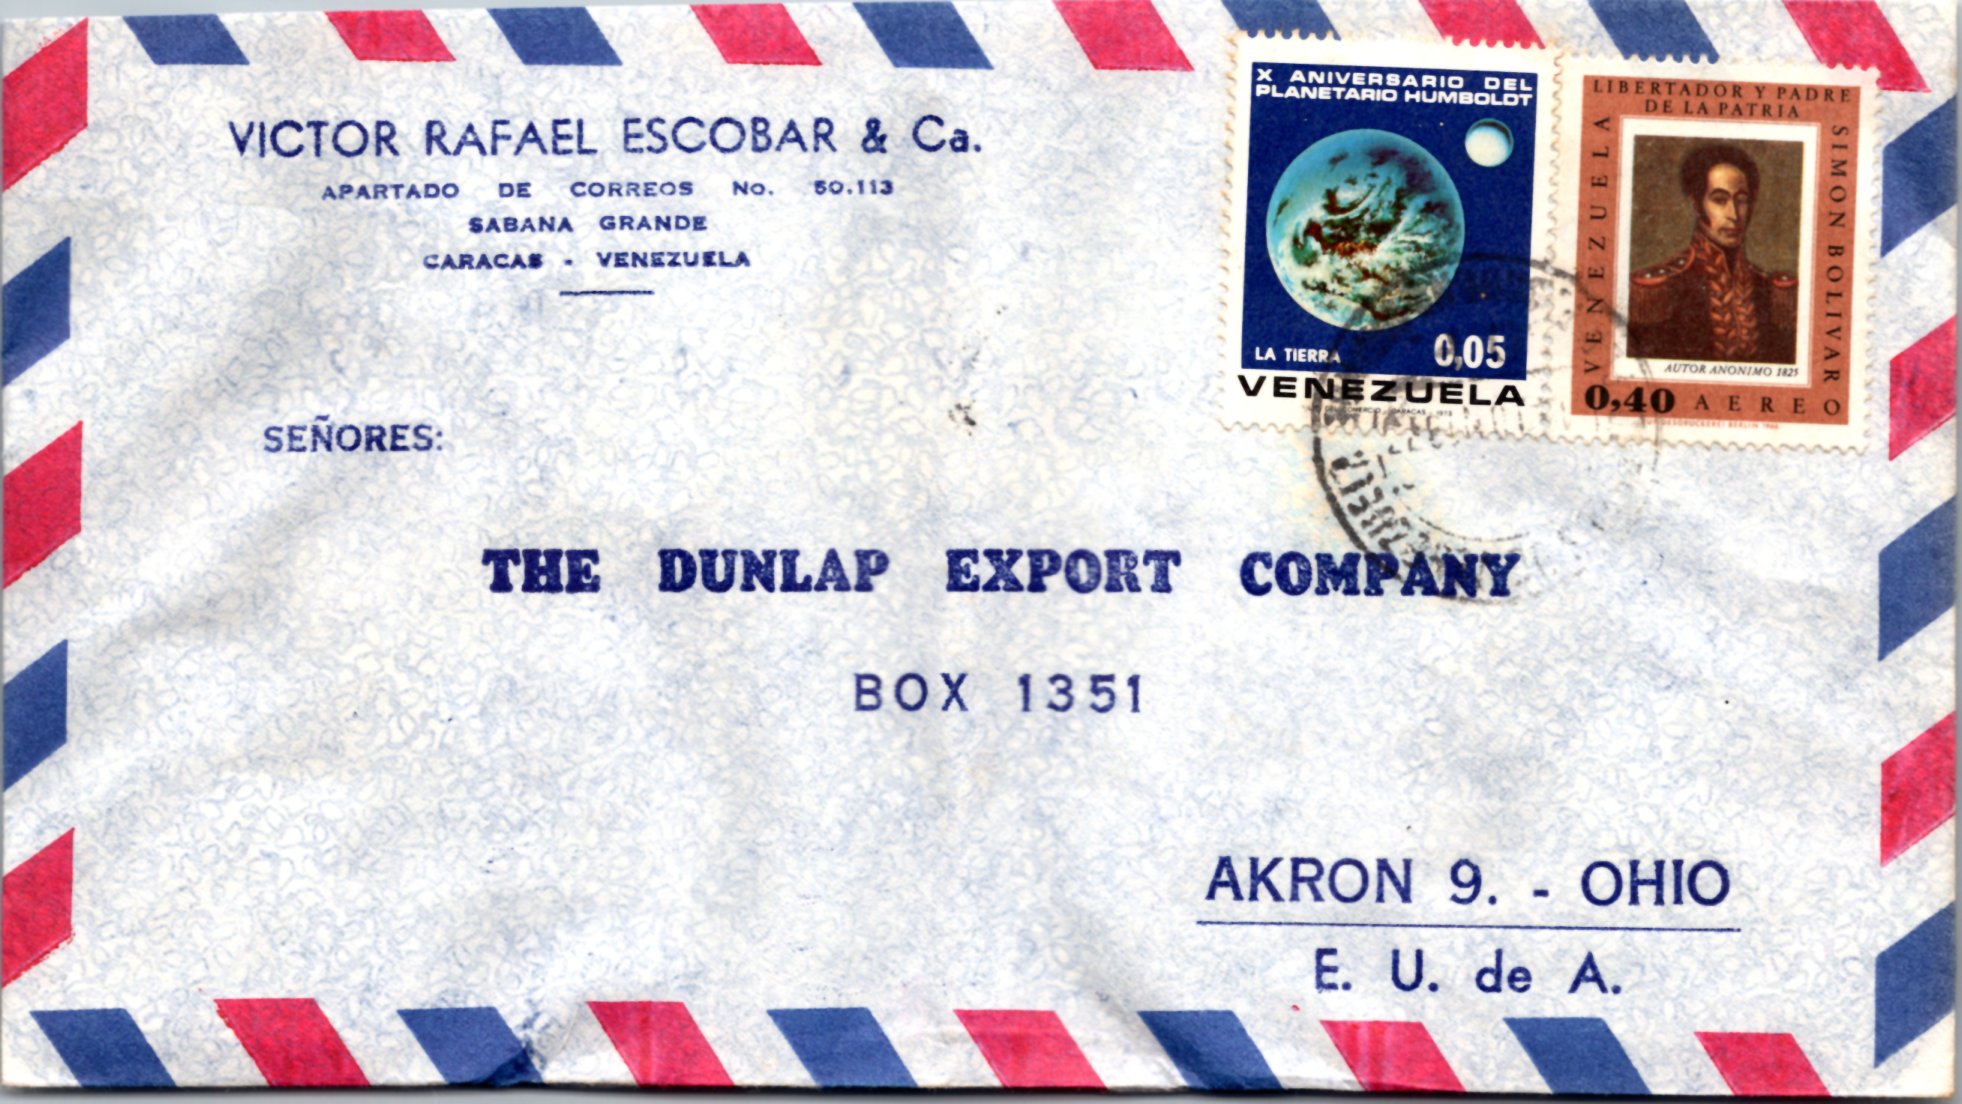 VICTOR RAFAEL ESCOBAR & Ca.
APARTADO DE CORREOS No. 50.113
SABANA GRANDE
CARACAS - VENEZUELA
X ANIVERSARIO DEL
PLANETARIO HUMBOLDT
LA TIERRA
0,05
VENEZUELA
LIBERTADOR Y PADRE
DE LA PATRIA
VENEZUELA
SIMON BOLIVAR
AUTOR ANONIMO 1825
0,40 AEREO
SEÑORES:
THE DUNLAP EXPORT COMPANY
BOX 1351
AKRON 9. - OHIO
E. U. de A.